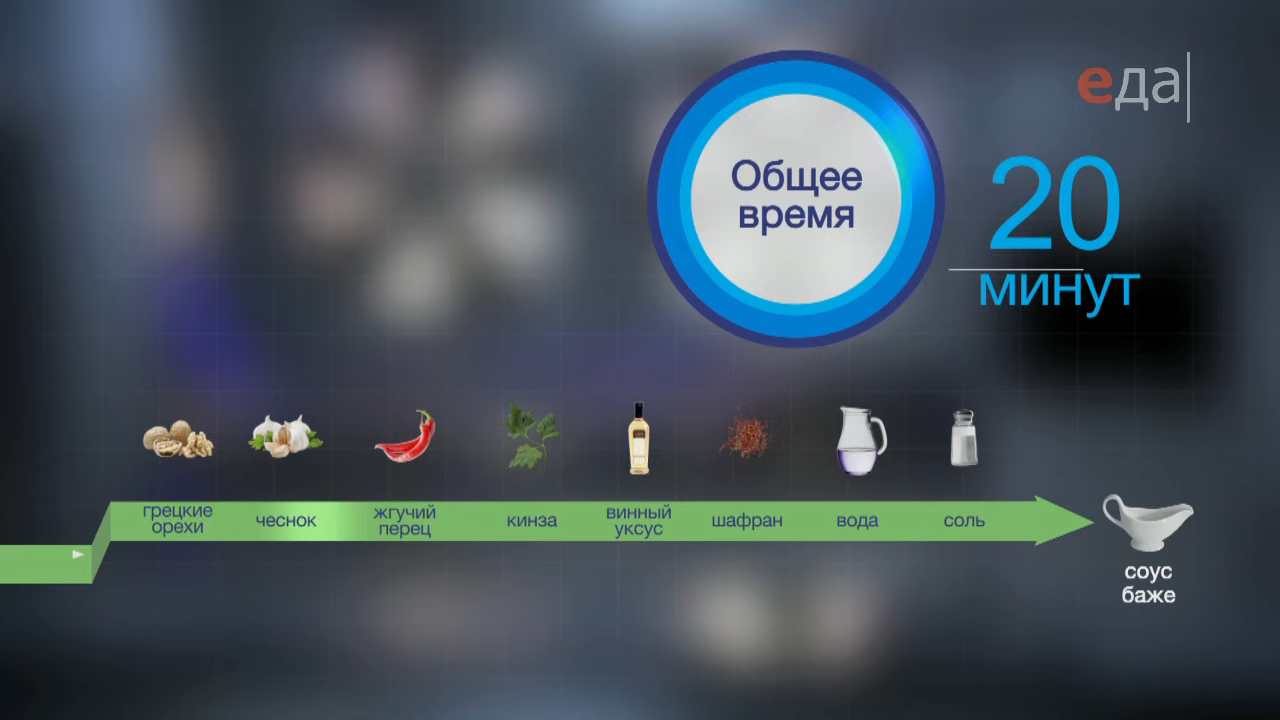 еда
Общее
время
20
минут
грецкие
орехи
чеснок
жгучий
перец
кинза
винный
уксус
шафран
вода
соль
соус
баже